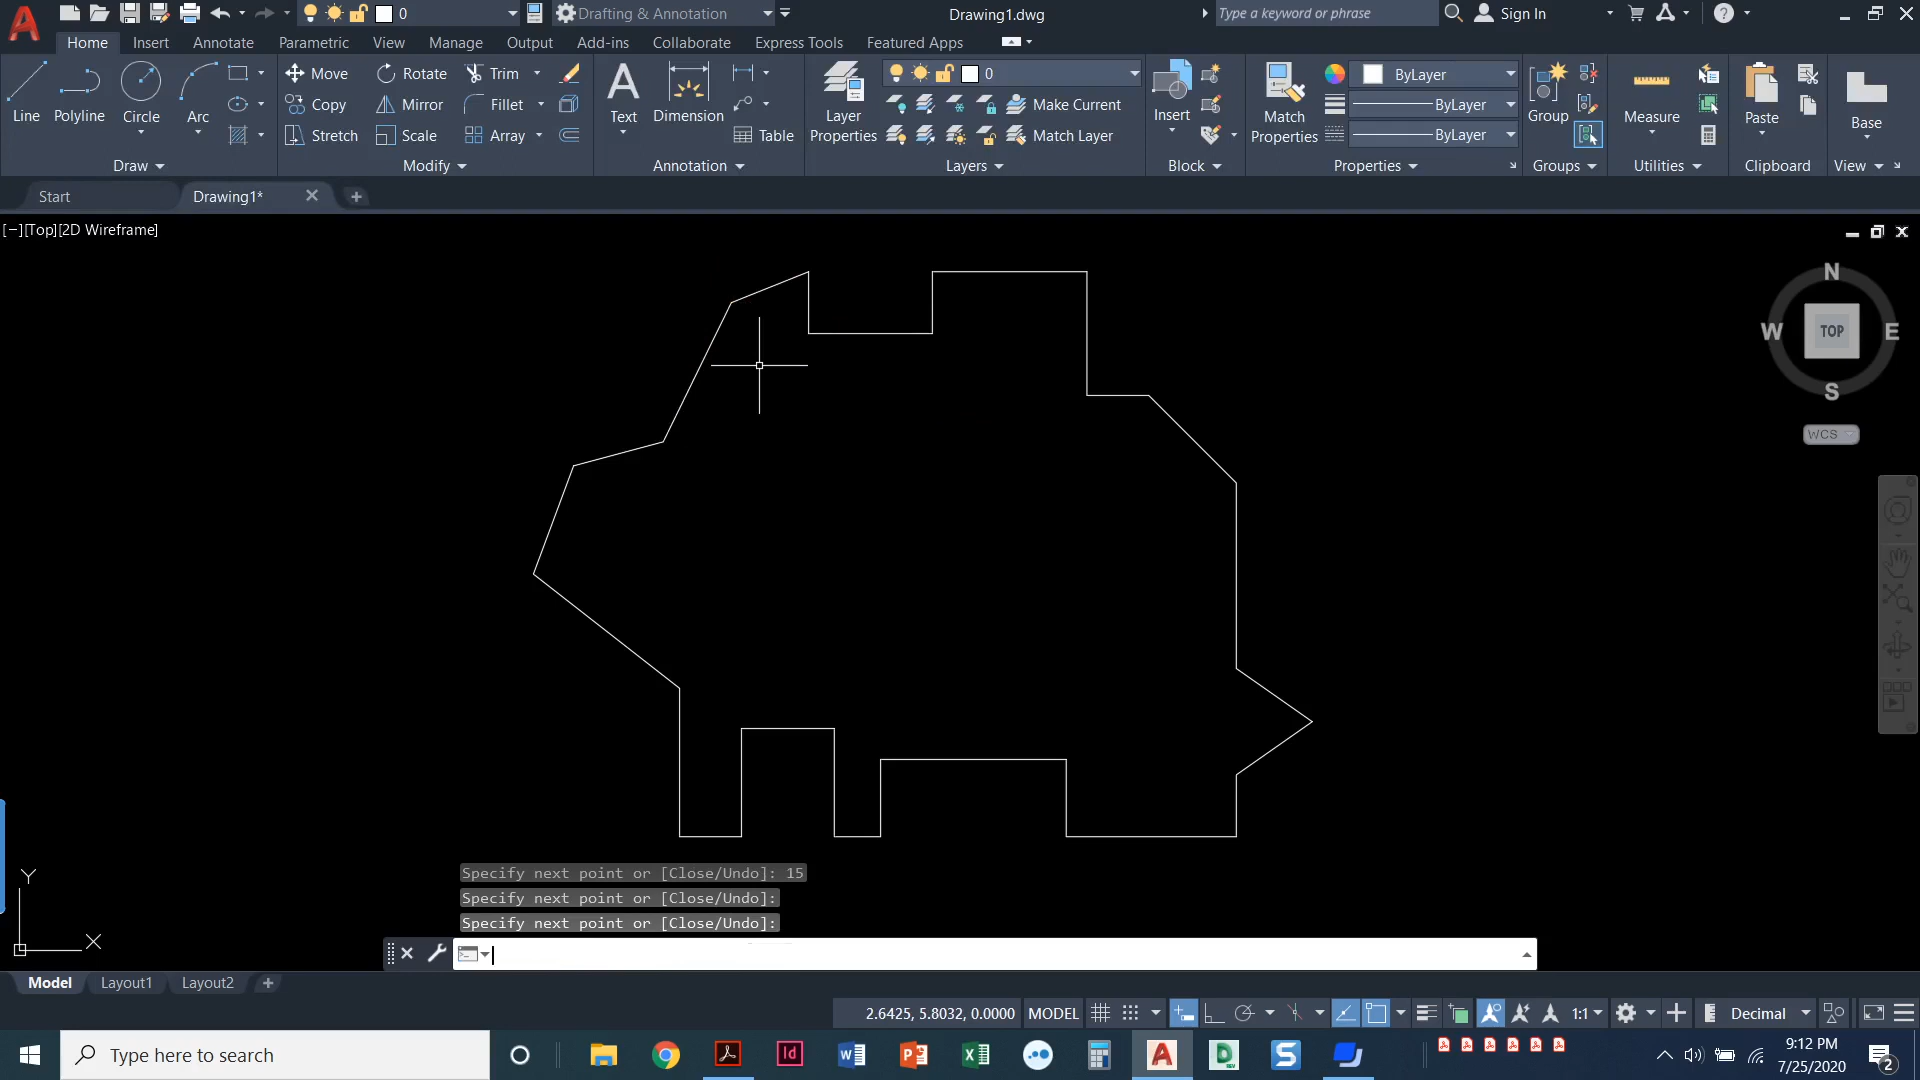 0
Drafting & Annotation
Drawing1.dwg
Type a keyword or phrase
Sign In
Home
Insert
Annotate
Parametric
View
Manage
Output
Add-ins
Collaborate
Express Tools
Featured Apps
Line
Polyline
Circle
Arc
Draw
Move
Rotate
Trim
Copy
Mirror
Fillet
Stretch
Scale
Array
Modify
Text
Dimension
Table
Annotation
Layer
Properties
0
Make Current
Match Layer
Layers
Insert
Block
Match
Properties
ByLayer
ByLayer
ByLayer
Properties
Group
Groups
Measure
Utilities
Paste
Clipboard
Base
View
Start
Drawing1*
[−][Top][2D Wireframe]
N
W
TOP
E
S
WCS
Y
X
Specify next point or [Close/Undo]: 15
Specify next point or [Close/Undo]:
Specify next point or [Close/Undo]:
Model
Layout1
Layout2
2.6425, 5.8032, 0.0000
MODEL
1:1
Decimal
Type here to search
9:12 PM
7/25/2020
2